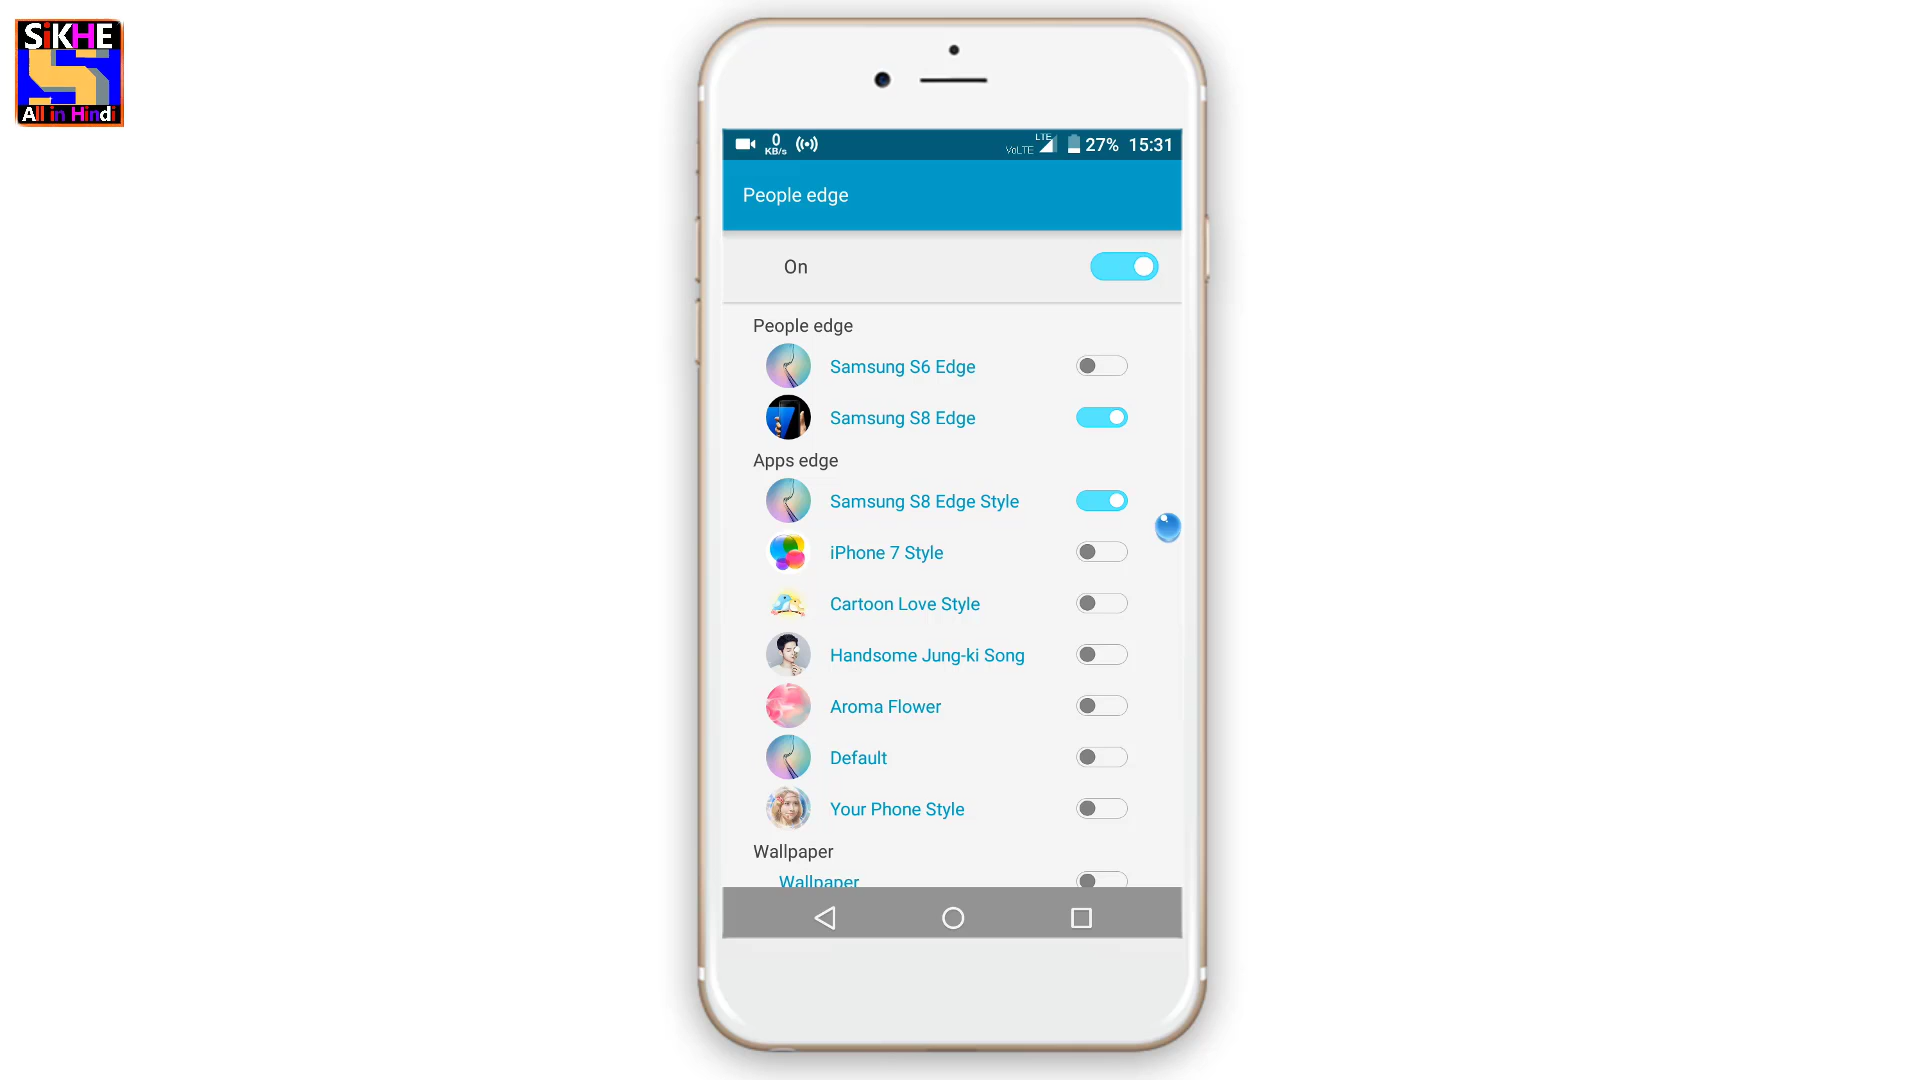 SiKHE
All in Hindi
0
KB/s
LTE
VoLTE
27% 15:31
People edge
On
People edge
Samsung S6 Edge
Samsung S8 Edge
Apps edge
Samsung S8 Edge Style
iPhone 7 Style
Cartoon Love Style
Handsome Jung-ki Song
Aroma Flower
Default
Your Phone Style
Wallpaper
Wallpaper